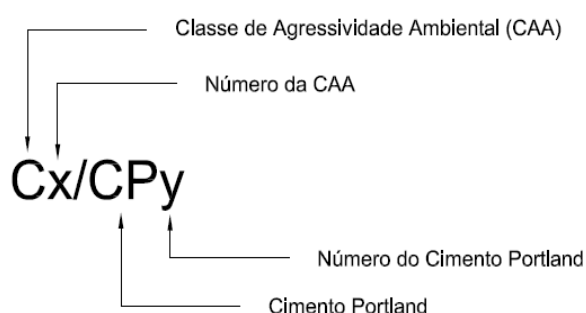 Classe de Agressividade Ambiental (CAA)
Número da CAA
Cx/CPy
Número do Cimento Portland
Cimento Portland